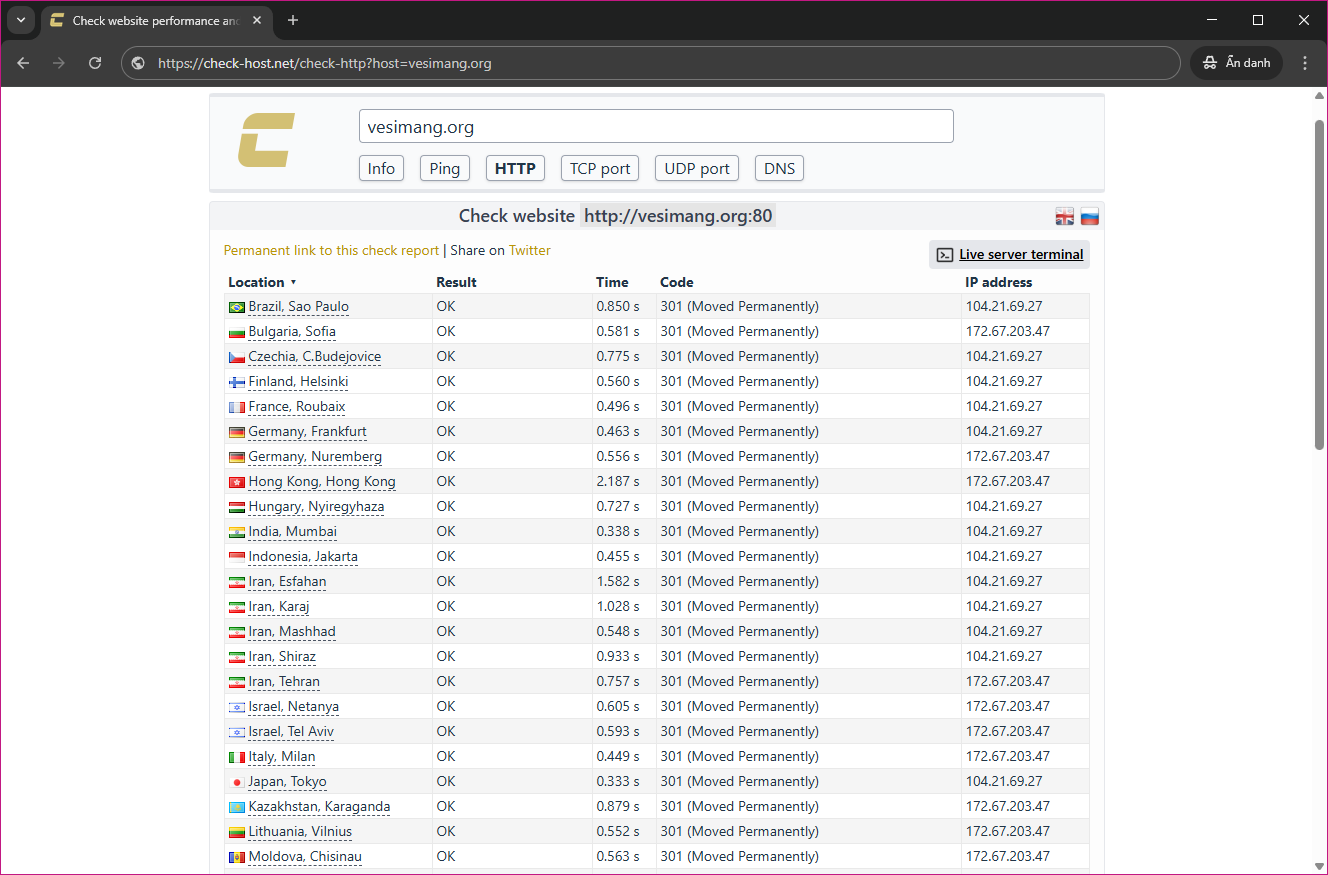 Check website performance and
https://check-host.net/check-http?host=vesimang.org
Ẩn danh
vesimang.org
Info Ping HTTP TCP port UDP port DNS
Check website http://vesimang.org:80
Permanent link to this check report | Share on Twitter
Live server terminal
Location ▼ Result Time Code IP address
Brazil, Sao Paulo OK 0.850 s 301 (Moved Permanently) 104.21.69.27
Bulgaria, Sofia OK 0.581 s 301 (Moved Permanently) 172.67.203.47
Czechia, C.Budejovice OK 0.775 s 301 (Moved Permanently) 104.21.69.27
Finland, Helsinki OK 0.560 s 301 (Moved Permanently) 104.21.69.27
France, Roubaix OK 0.496 s 301 (Moved Permanently) 104.21.69.27
Germany, Frankfurt OK 0.463 s 301 (Moved Permanently) 104.21.69.27
Germany, Nuremberg OK 0.556 s 301 (Moved Permanently) 172.67.203.47
Hong Kong, Hong Kong OK 2.187 s 301 (Moved Permanently) 172.67.203.47
Hungary, Nyiregyhaza OK 0.727 s 301 (Moved Permanently) 104.21.69.27
India, Mumbai OK 0.338 s 301 (Moved Permanently) 104.21.69.27
Indonesia, Jakarta OK 0.455 s 301 (Moved Permanently) 104.21.69.27
Iran, Esfahan OK 1.582 s 301 (Moved Permanently) 104.21.69.27
Iran, Karaj OK 1.028 s 301 (Moved Permanently) 104.21.69.27
Iran, Mashhad OK 0.548 s 301 (Moved Permanently) 104.21.69.27
Iran, Shiraz OK 0.933 s 301 (Moved Permanently) 104.21.69.27
Iran, Tehran OK 0.757 s 301 (Moved Permanently) 172.67.203.47
Israel, Netanya OK 0.605 s 301 (Moved Permanently) 172.67.203.47
Israel, Tel Aviv OK 0.593 s 301 (Moved Permanently) 172.67.203.47
Italy, Milan OK 0.449 s 301 (Moved Permanently) 172.67.203.47
Japan, Tokyo OK 0.333 s 301 (Moved Permanently) 104.21.69.27
Kazakhstan, Karaganda OK 0.879 s 301 (Moved Permanently) 172.67.203.47
Lithuania, Vilnius OK 0.552 s 301 (Moved Permanently) 172.67.203.47
Moldova, Chisinau OK 0.563 s 301 (Moved Permanently) 172.67.203.47